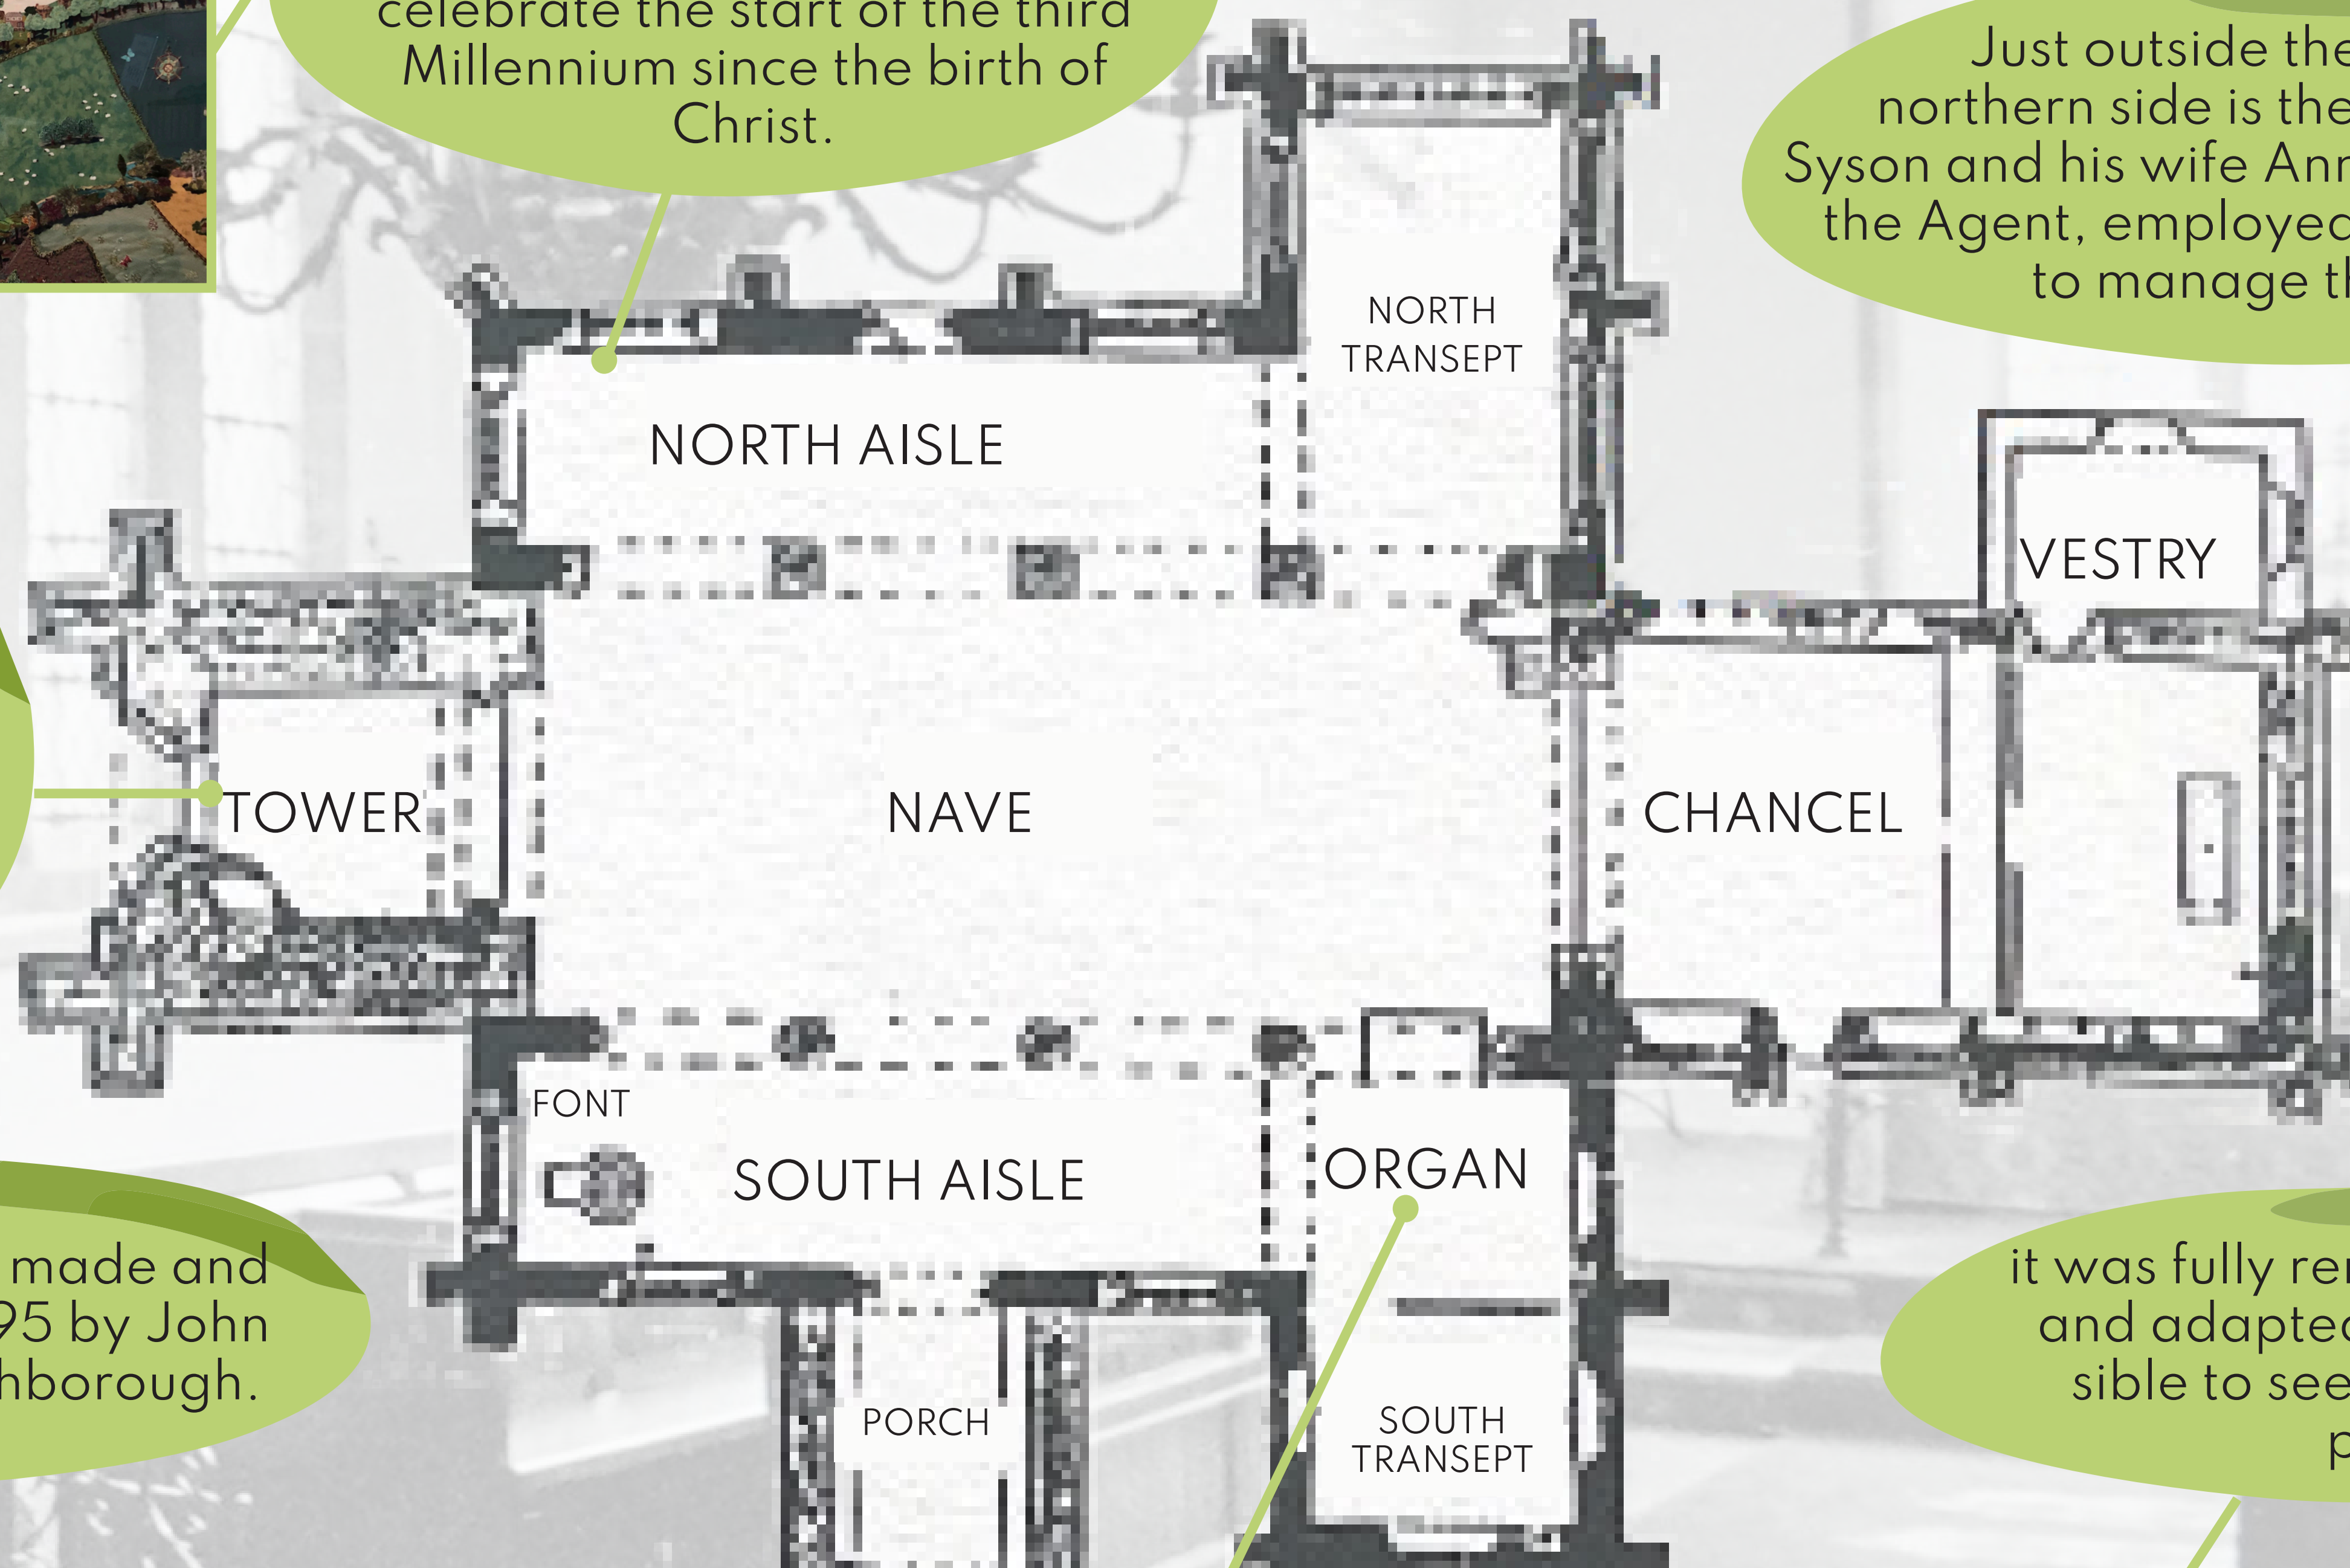 celebrate the start of the third
Millennium since the birth of
Christ.
Just outside the
northern side is the
Syson and his wife Ann
the Agent, employed
to manage th
NORTH
TRANSEPT
NORTH AISLE
VESTRY
TOWER
NAVE
CHANCEL
FONT
SOUTH AISLE
ORGAN
made and
95 by John
hborough.
it was fully re
and adapted
sible to see
p
PORCH
SOUTH
TRANSEPT